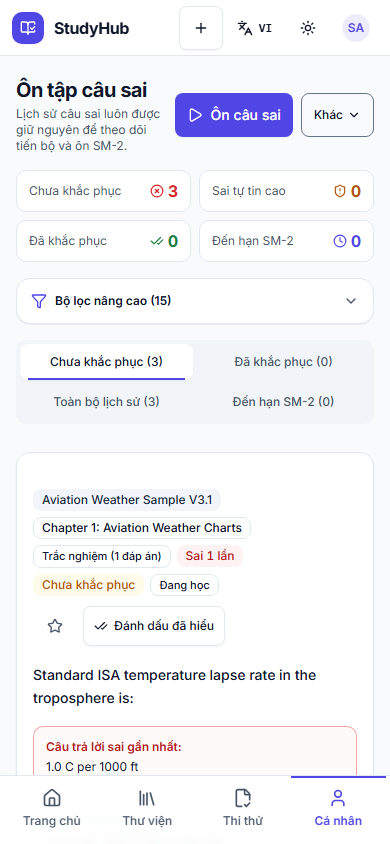 StudyHub
+
VI
SA
Ôn tập câu sai
Lịch sử câu sai luôn được
giữ nguyên để theo dõi
tiến bộ và ôn SM-2.
Ôn câu sai
Khác
Chưa khắc phục
3
Sai tự tin cao
0
Đã khắc phục
0
Đến hạn SM-2
0
Bộ lọc nâng cao (15)
Chưa khắc phục (3)
Đã khắc phục (0)
Toàn bộ lịch sử (3)
Đến hạn SM-2 (0)
Aviation Weather Sample V3.1
Chapter 1: Aviation Weather Charts
Trắc nghiệm (1 đáp án)
Sai 1 lần
Chưa khắc phục
Đang học
Đánh dấu đã hiểu
Standard ISA temperature lapse rate in the
troposphere is:
Câu trả lời sai gần nhất:
1.0 C per 1000 ft
Trang chủ
Thư viện
Thi thử
Cá nhân